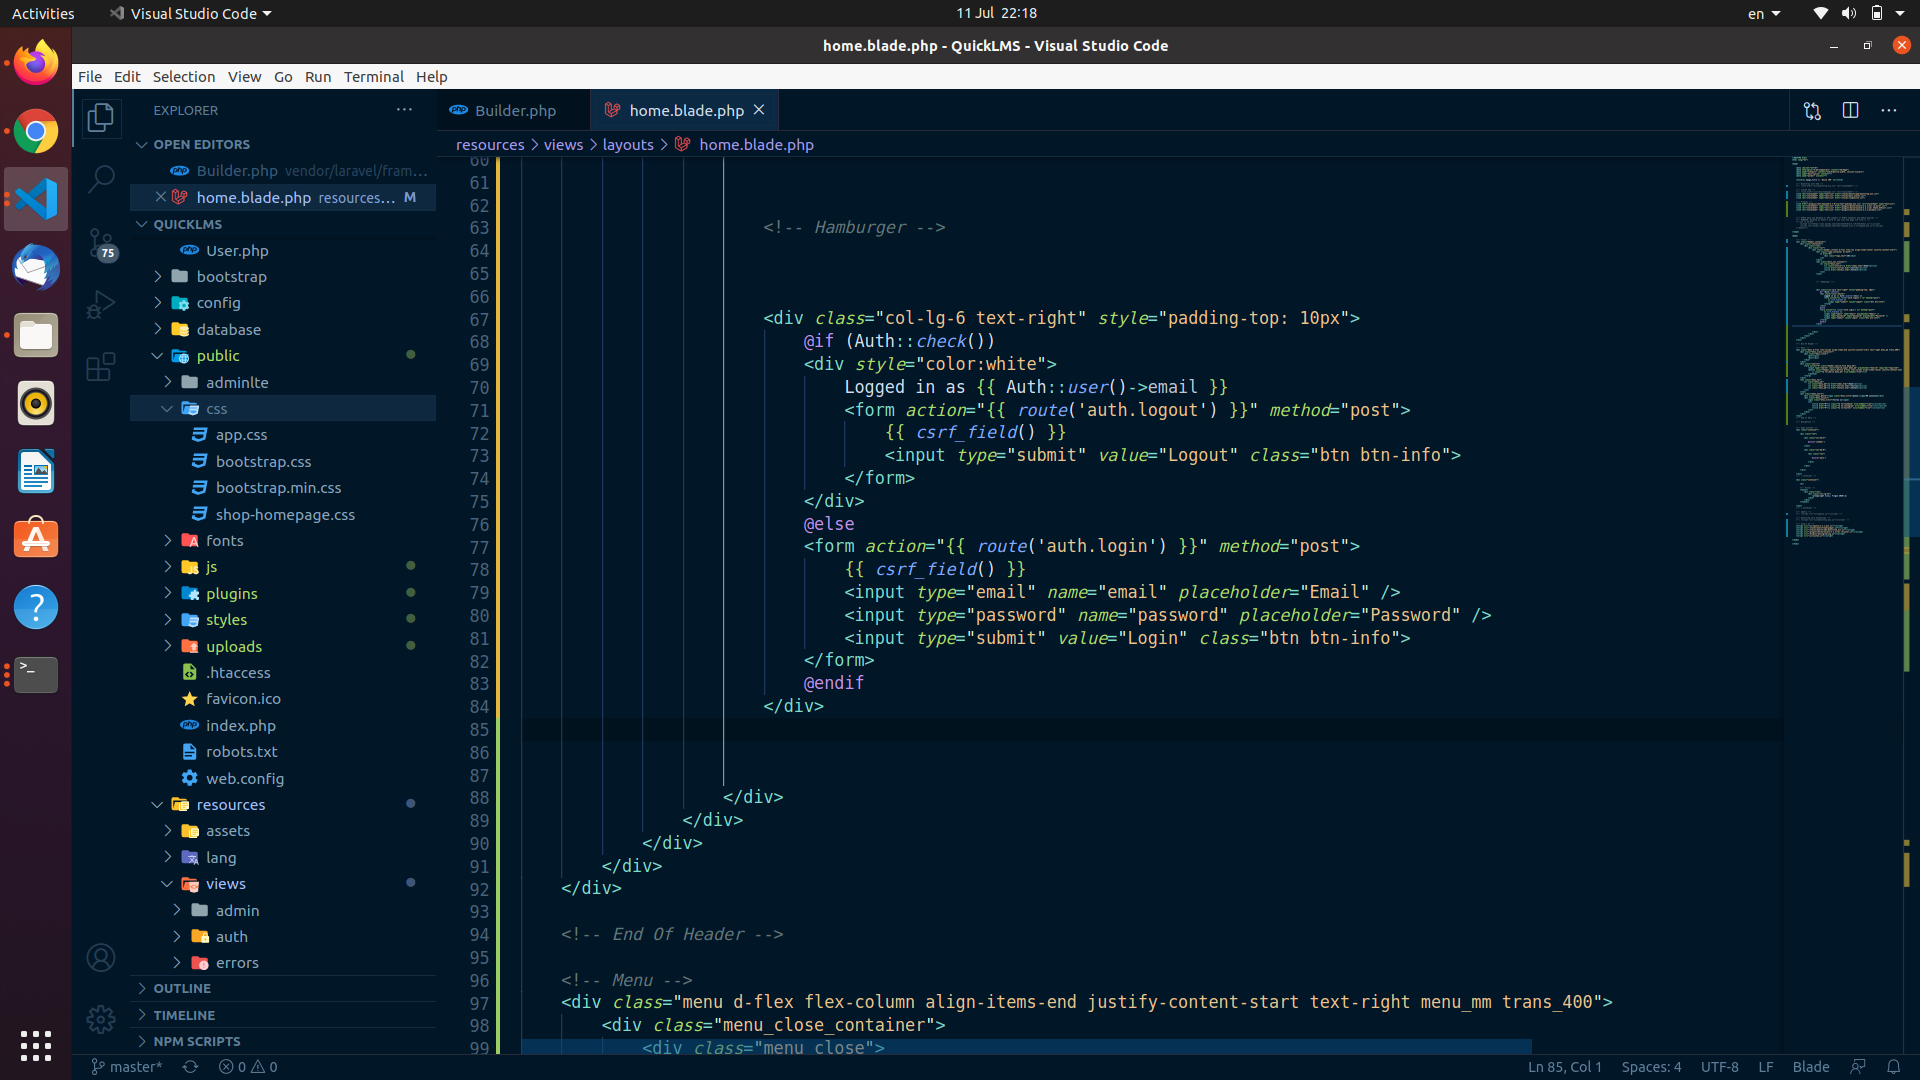 Activities
Visual Studio Code
11 Jul 22:18
en
home.blade.php - QuickLMS - Visual Studio Code
File Edit Selection View Go Run Terminal Help
EXPLORER
OPEN EDITORS
Builder.php vendor/laravel/fram...
home.blade.php resources... M
QUICKLMS
User.php
bootstrap
config
database
public
adminlte
css
app.css
bootstrap.css
bootstrap.min.css
shop-homepage.css
fonts
js
plugins
styles
uploads
.htaccess
favicon.ico
index.php
robots.txt
web.config
resources
assets
lang
views
admin
auth
errors
OUTLINE
TIMELINE
NPM SCRIPTS
75
Builder.php
home.blade.php
resources > views > layouts > home.blade.php
60
61
62
63 <!-- Hamburger -->
64
65
66
67 <div class="col-lg-6 text-right" style="padding-top: 10px">
68 @if (Auth::check())
69 <div style="color:white">
70 Logged in as {{ Auth::user()->email }}
71 <form action="{{ route('auth.logout') }}" method="post">
72 {{ csrf_field() }}
73 <input type="submit" value="Logout" class="btn btn-info">
74 </form>
75 </div>
76 @else
77 <form action="{{ route('auth.login') }}" method="post">
78 {{ csrf_field() }}
79 <input type="email" name="email" placeholder="Email" />
80 <input type="password" name="password" placeholder="Password" />
81 <input type="submit" value="Login" class="btn btn-info">
82 </form>
83 @endif
84 </div>
85
86
87
88 </div>
89 </div>
90 </div>
91 </div>
92 </div>
93
94 <!-- End Of Header -->
95
96 <!-- Menu -->
97 <div class="menu d-flex flex-column align-items-end justify-content-start text-right menu_mm trans_400">
98 <div class="menu_close_container">
99 <div class="menu_close">
master* 0 0
Ln 85, Col 1 Spaces: 4 UTF-8 LF Blade